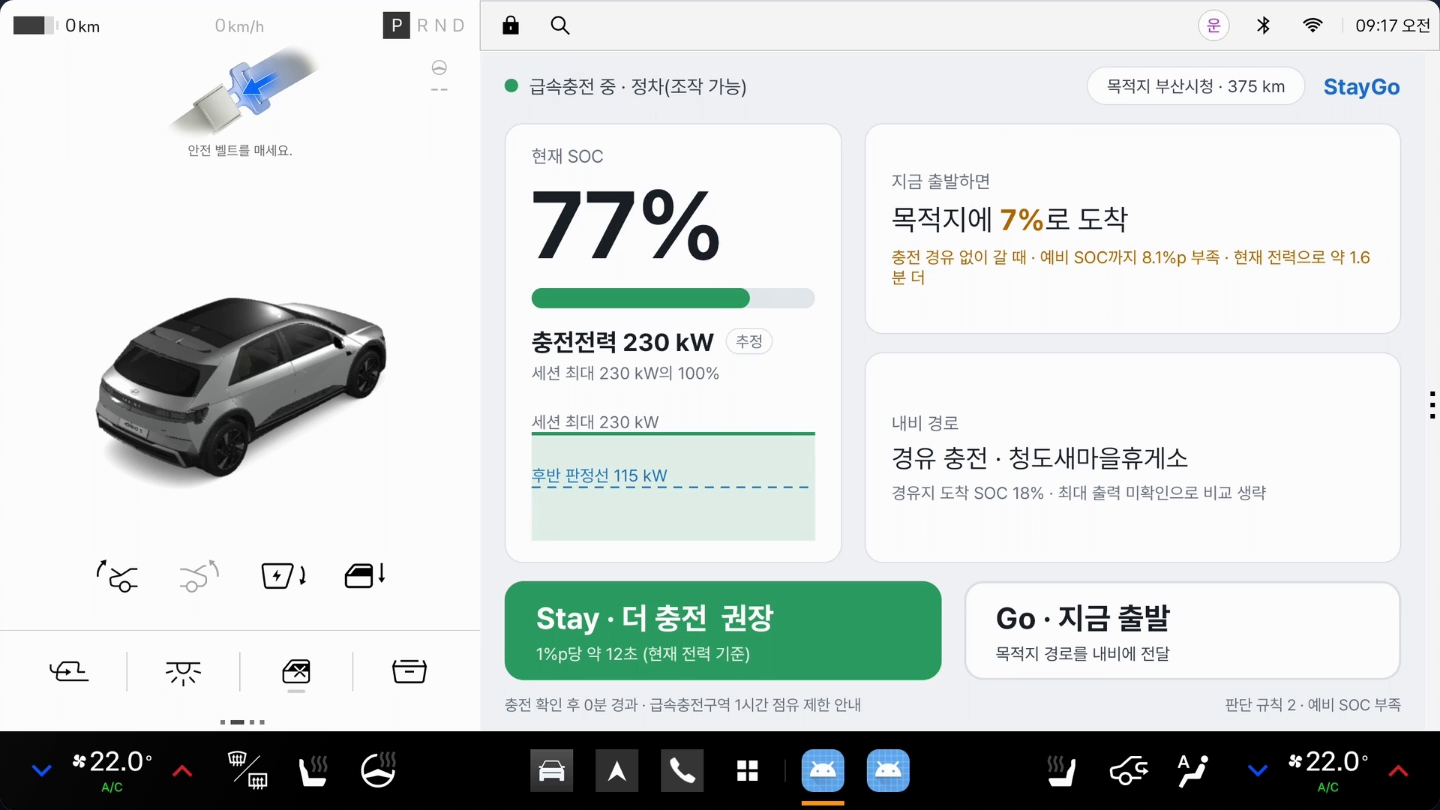 0 km
0 km/h
P R N D
운
09:17 오전
안전 벨트를 매세요.
급속충전 중 · 정차(조작 가능)
목적지 부산시청 · 375 km
StayGo
현재 SOC
77%
충전전력 230 kW
추정
세션 최대 230 kW의 100%
세션 최대 230 kW
후반 판정선 115 kW
지금 출발하면
목적지에 7%로 도착
충전 경유 없이 갈 때 · 예비 SOC까지 8.1%p 부족 · 현재 전력으로 약 1.6
분 더
내비 경로
경유 충전 · 청도새마을휴게소
경유지 도착 SOC 18% · 최대 출력 미확인으로 비교 생략
Stay · 더 충전 권장
1%p당 약 12초 (현재 전력 기준)
Go · 지금 출발
목적지 경로를 내비에 전달
충전 확인 후 0분 경과 · 급속충전구역 1시간 점유 제한 안내
판단 규칙 2 · 예비 SOC 부족
22.0°
A/C
A
22.0°
A/C